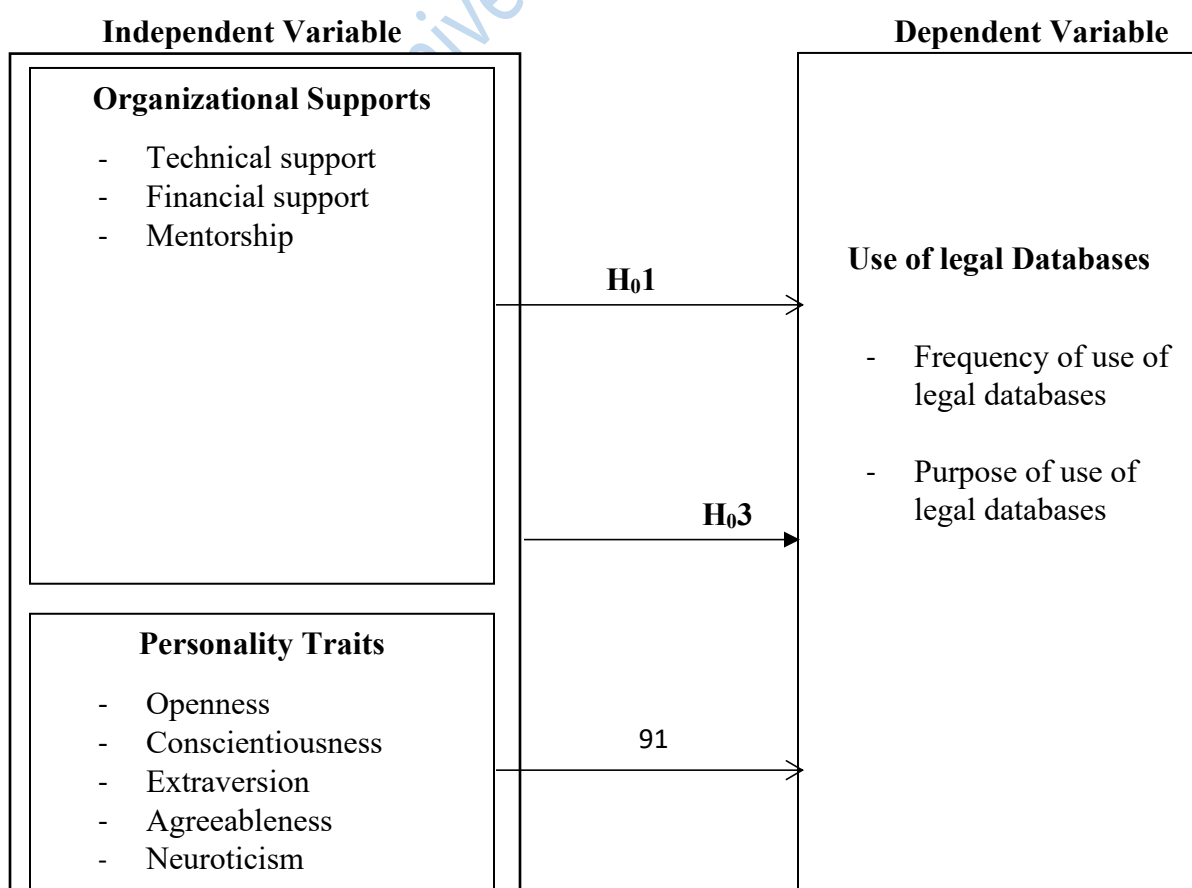 Independent Variable
Organizational Supports
- Technical support
- Financial support
- Mentorship
Personality Traits
- Openness
- Conscientiousness
- Extraversion
- Agreeableness
- Neuroticism
H₀1
H₀3
91
Dependent Variable
Use of legal Databases
- Frequency of use of
legal databases
- Purpose of use of
legal databases